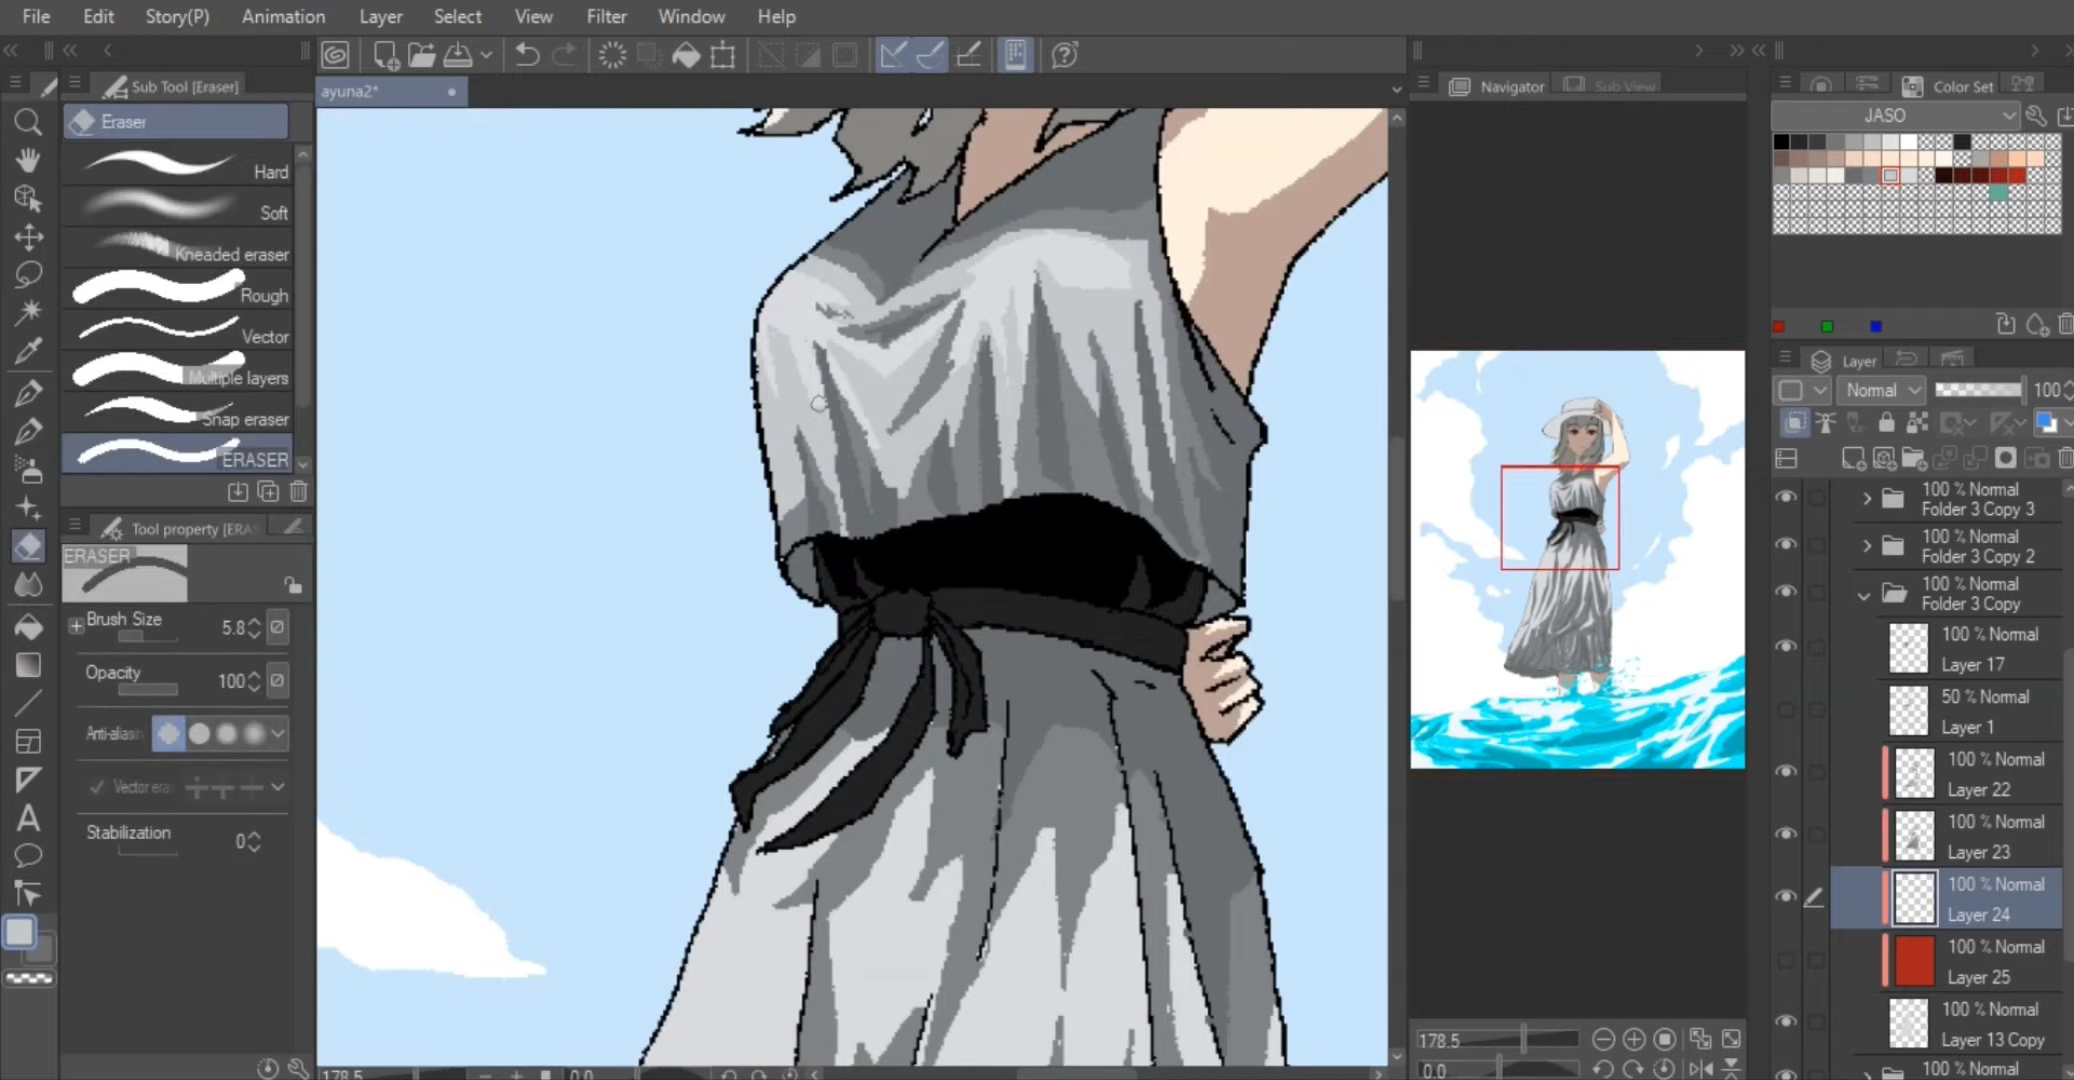 File Edit Story(P) Animation Layer Select View Filter Window Help
Sub Tool [Eraser]
ayuna2*
Navigator
Sub View
Color Set
Eraser
JASO
Hard
Soft
Kneaded eraser
Rough
Vector
Multiple layers
Snap eraser
ERASER
Tool property [ERA
ERASER
Brush Size 5.8
Opacity 100
Anti-aliasin
Vector era
Stabilization 0
Layer
Normal 100
100 % Normal
Folder 3 Copy 3
100 % Normal
Folder 3 Copy 2
100 % Normal
Folder 3 Copy
100 % Normal
Layer 17
50 % Normal
Layer 1
100 % Normal
Layer 22
100 % Normal
Layer 23
100 % Normal
Layer 24
100 % Normal
Layer 25
100 % Normal
Layer 13 Copy
100 % Normal
178.5
0.0
178.5 0.0